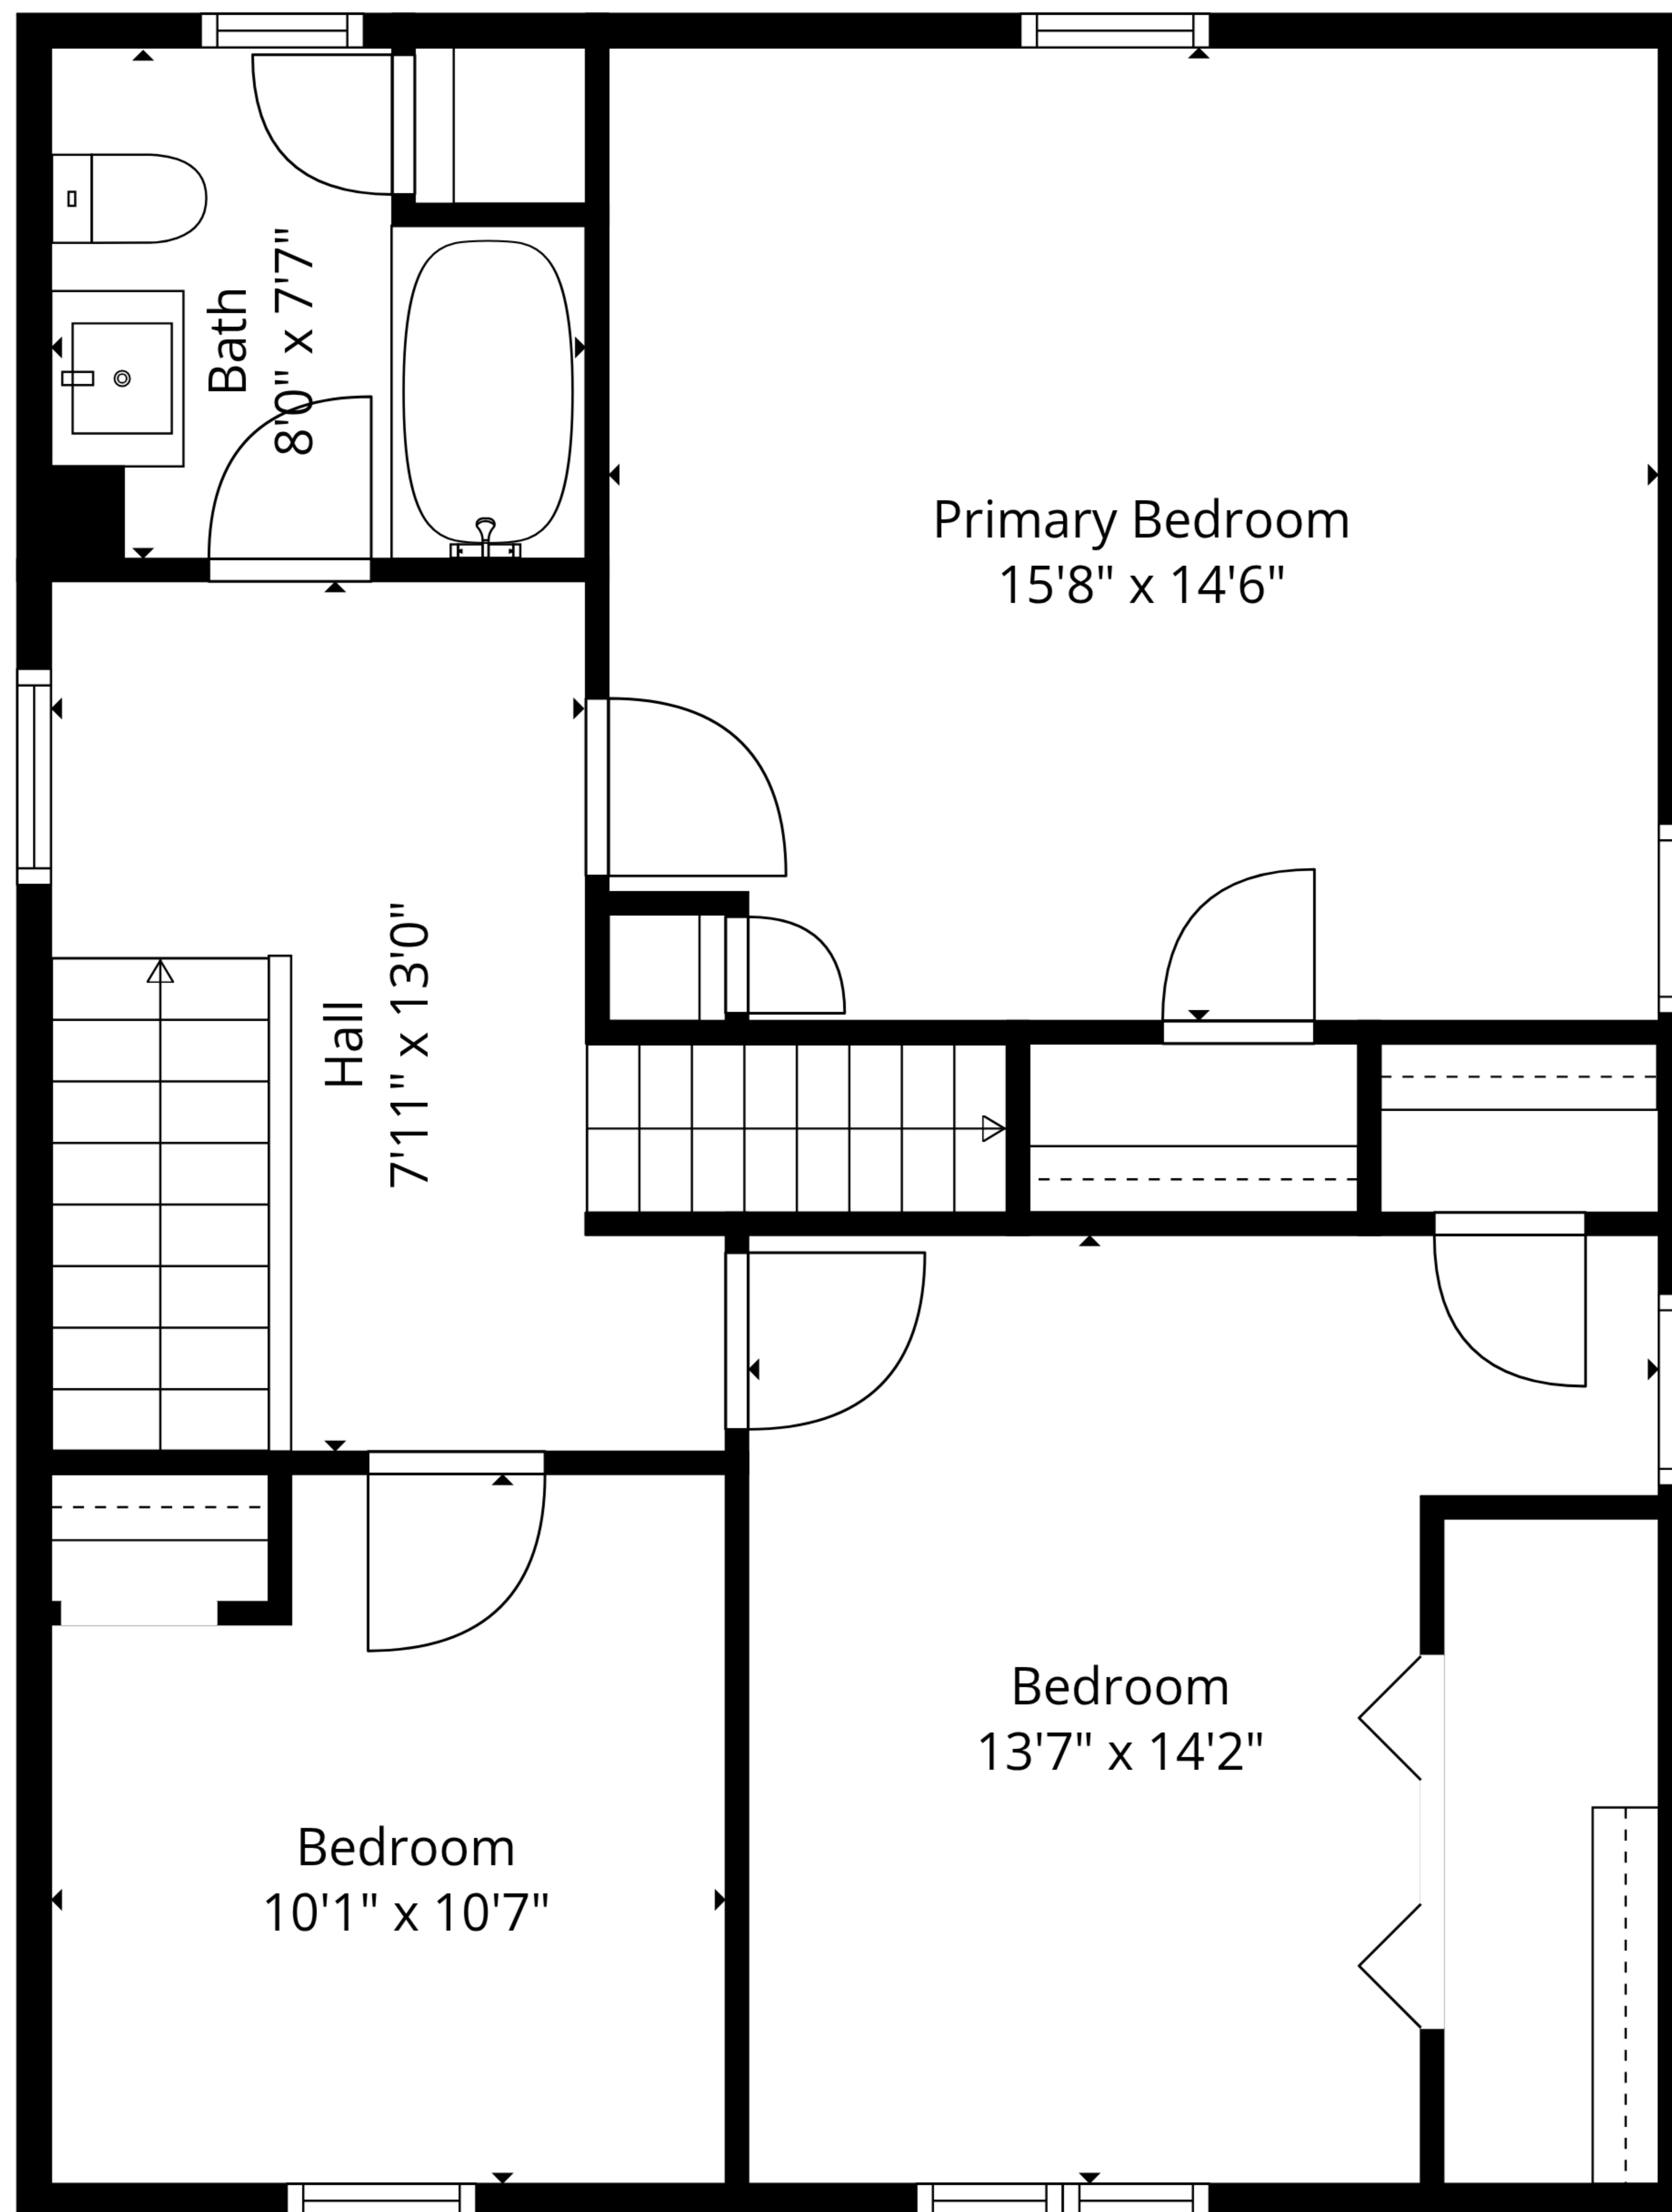 Bath
8'0" x 7'7"
Primary Bedroom
15'8" x 14'6"
Hall
7'11" x 13'0"
Bedroom
13'7" x 14'2"
Bedroom
10'1" x 10'7"